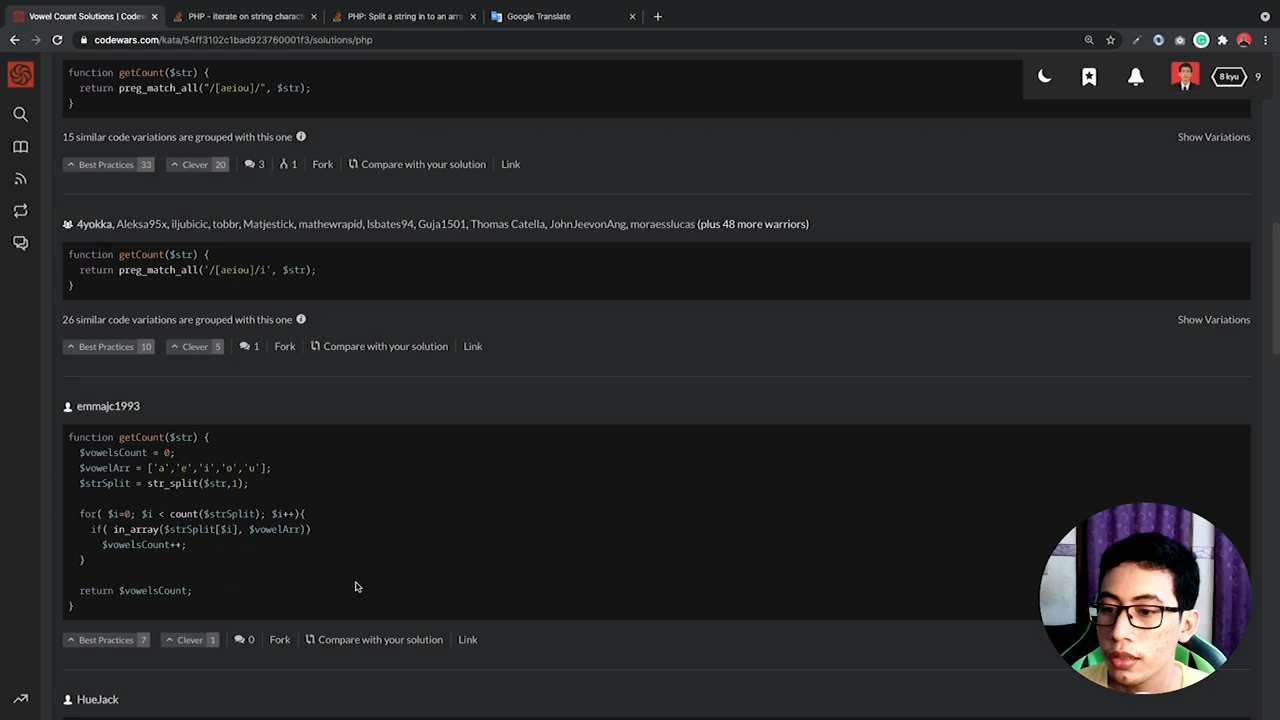 Vowel Count Solutions | Codew
PHP - iterate on string charact
PHP: Split a string in to an arra
Google Translate
codewars.com/kata/54ff3102c1bad923760001f3/solutions/php
8 kyu 9
function getCount($str) {
return preg_match_all("/[aeiou]/", $str);
}
15 similar code variations are grouped with this one
Show Variations
Best Practices 33 Clever 20 3 1 Fork Compare with your solution Link
4yokka, Aleksa95x, iljubicic, tobbr, Matjestick, mathewrapid, lsbates94, Guja1501, Thomas Catella, JohnJeevonAng, moraesslucas (plus 48 more warriors)
function getCount($str) {
return preg_match_all('/[aeiou]/i', $str);
}
26 similar code variations are grouped with this one
Show Variations
Best Practices 10 Clever 5 1 Fork Compare with your solution Link
emmajc1993
function getCount($str) {
$vowelsCount = 0;
$vowelArr = ['a','e','i','o','u'];
$strSplit = str_split($str,1);
for( $i=0; $i < count($strSplit); $i++){
if( in_array($strSplit[$i], $vowelArr))
$vowelsCount++;
}
return $vowelsCount;
}
Best Practices 7 Clever 1 0 Fork Compare with your solution Link
HueJack